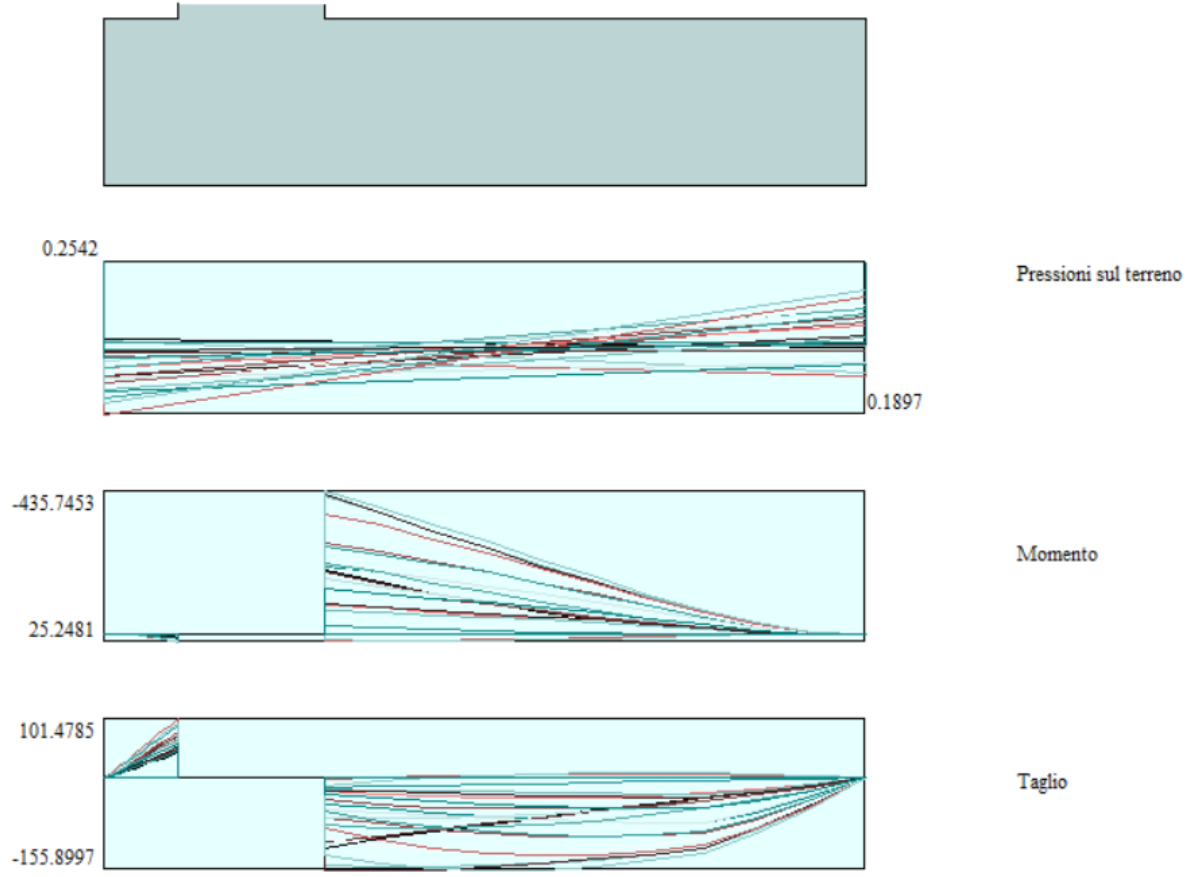 0.2542
Pressioni sul terreno
0.1897
-435.7453
Momento
25.2481
101.4785
Taglio
-155.8997